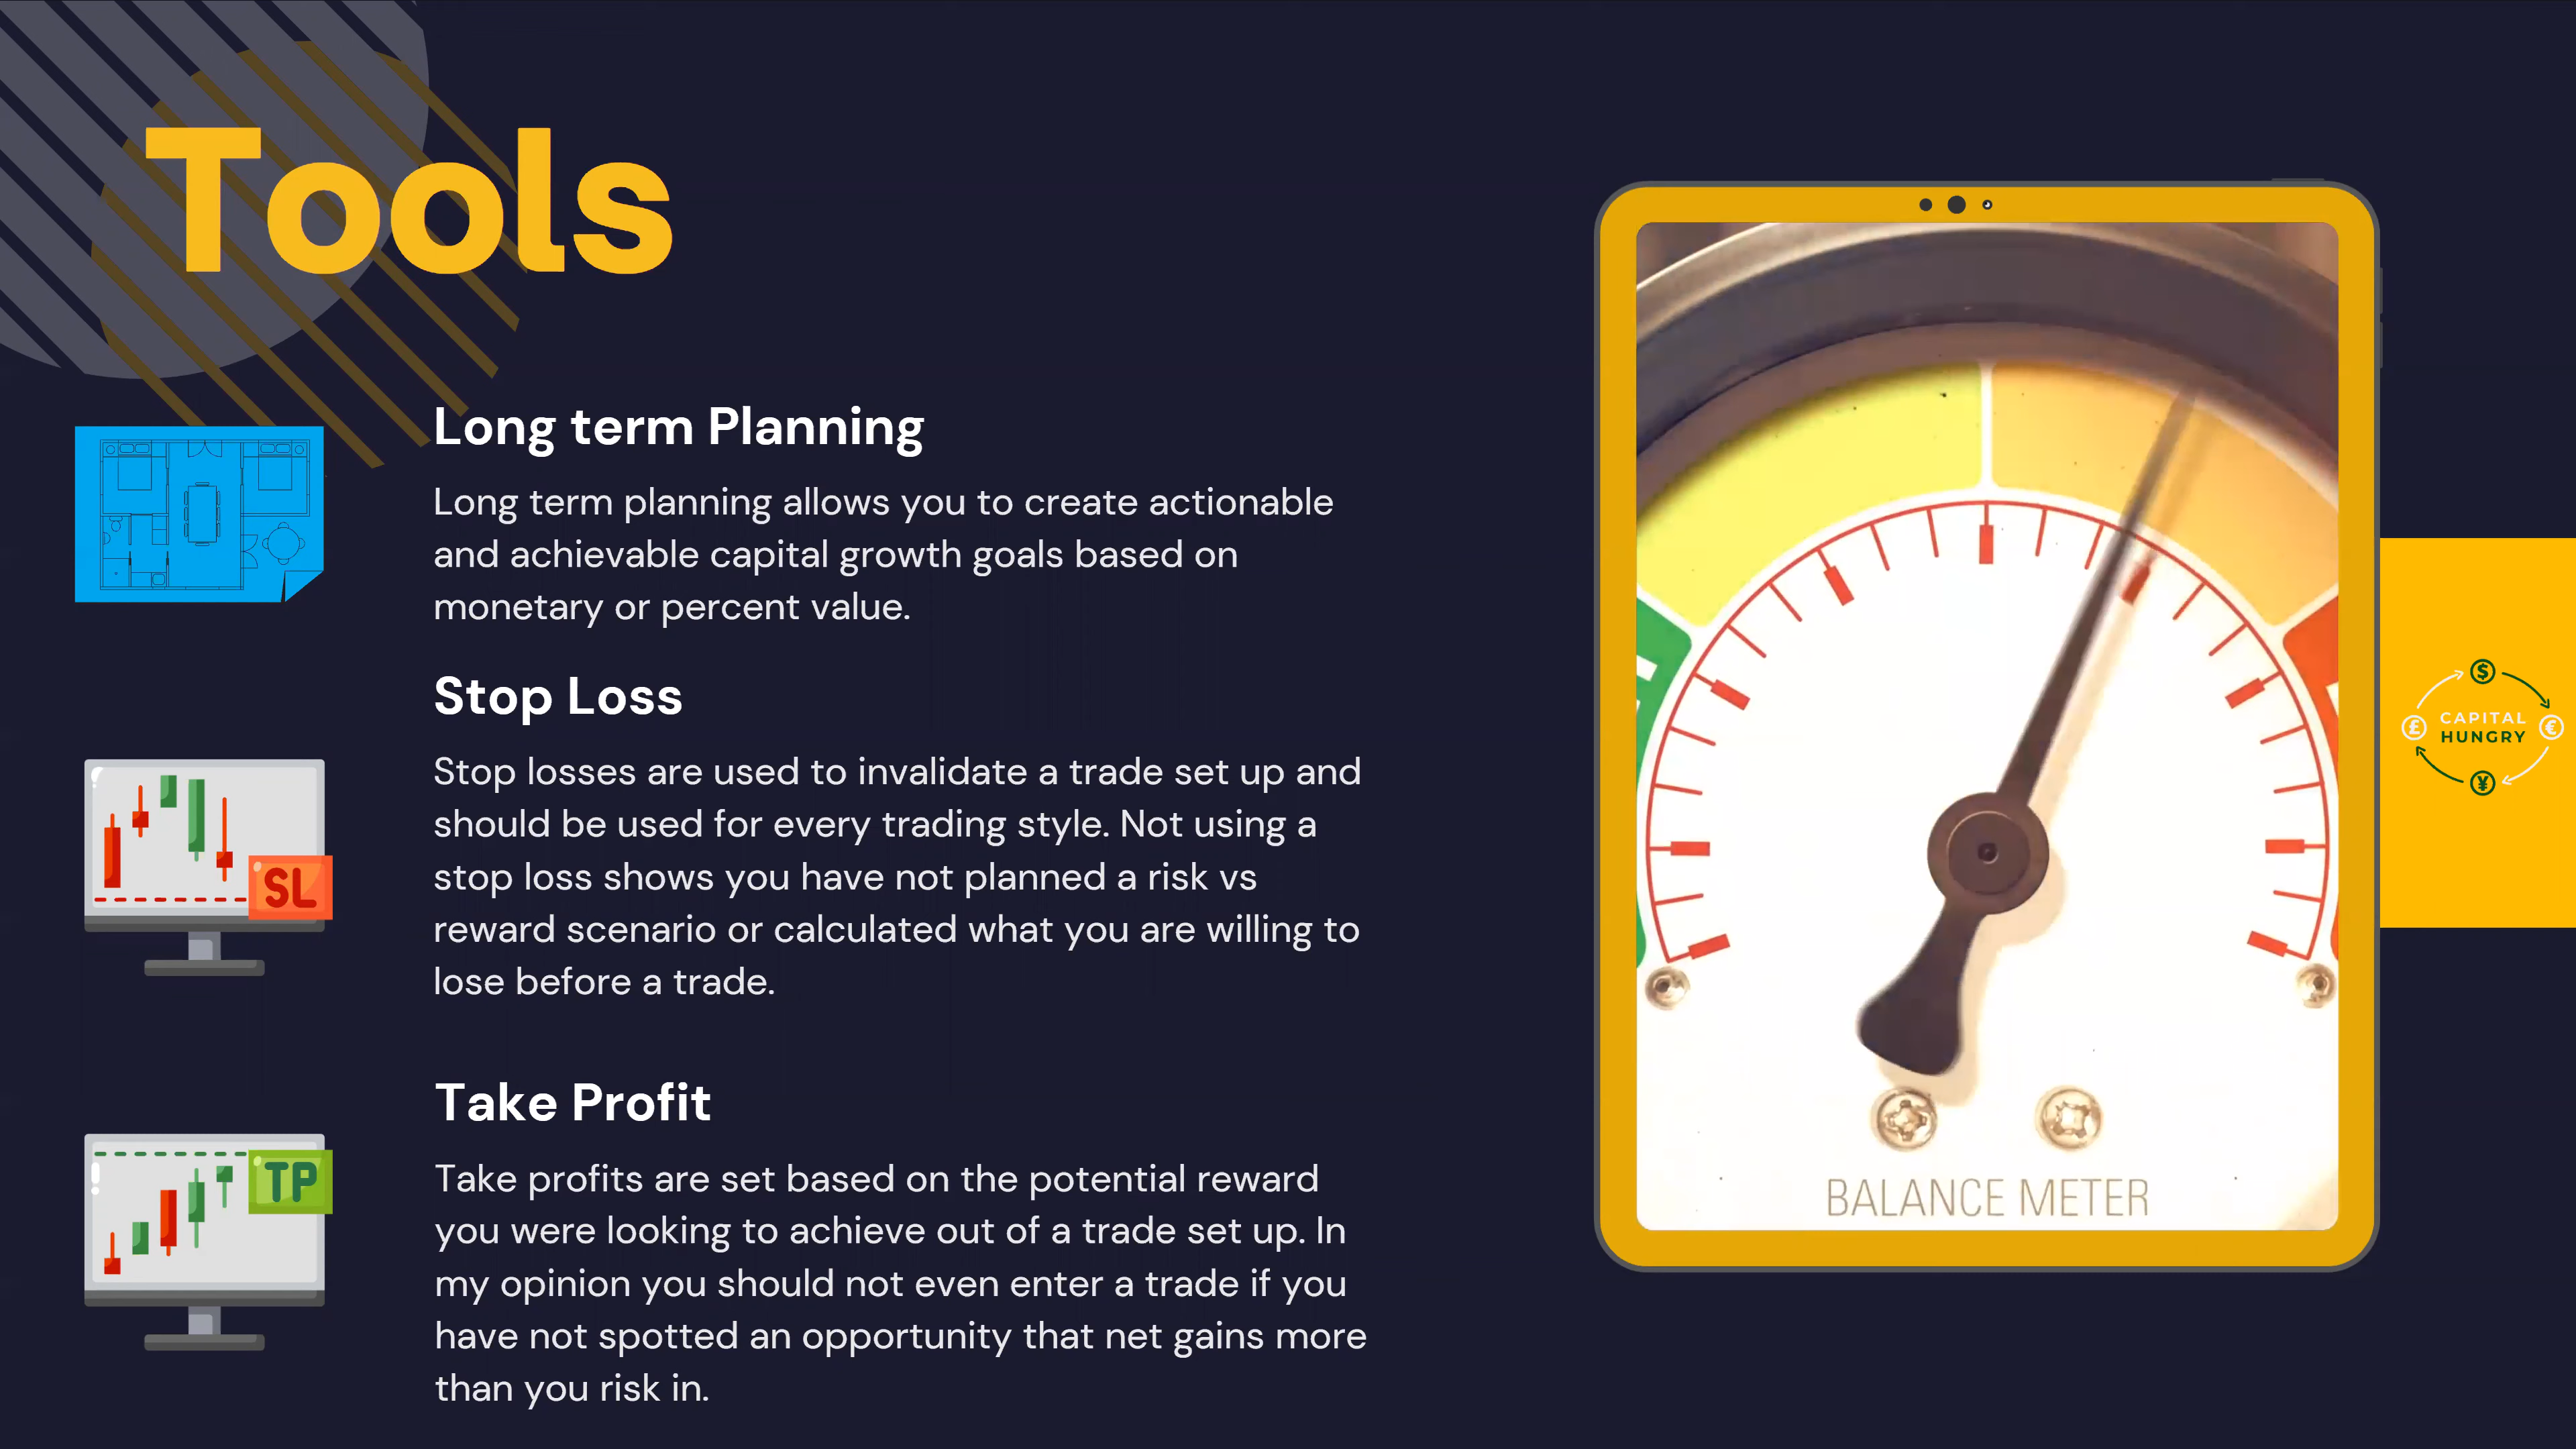 Tools
Long term Planning
Long term planning allows you to create actionable
and achievable capital growth goals based on
monetary or percent value.
Stop Loss
Stop losses are used to invalidate a trade set up and
should be used for every trading style. Not using a
stop loss shows you have not planned a risk vs
reward scenario or calculated what you are willing to
lose before a trade.
SL
Take Profit
Take profits are set based on the potential reward
you were looking to achieve out of a trade set up. In
my opinion you should not even enter a trade if you
have not spotted an opportunity that net gains more
than you risk in.
TP
BALANCE METER
$
£
CAPITAL
HUNGRY
€
¥